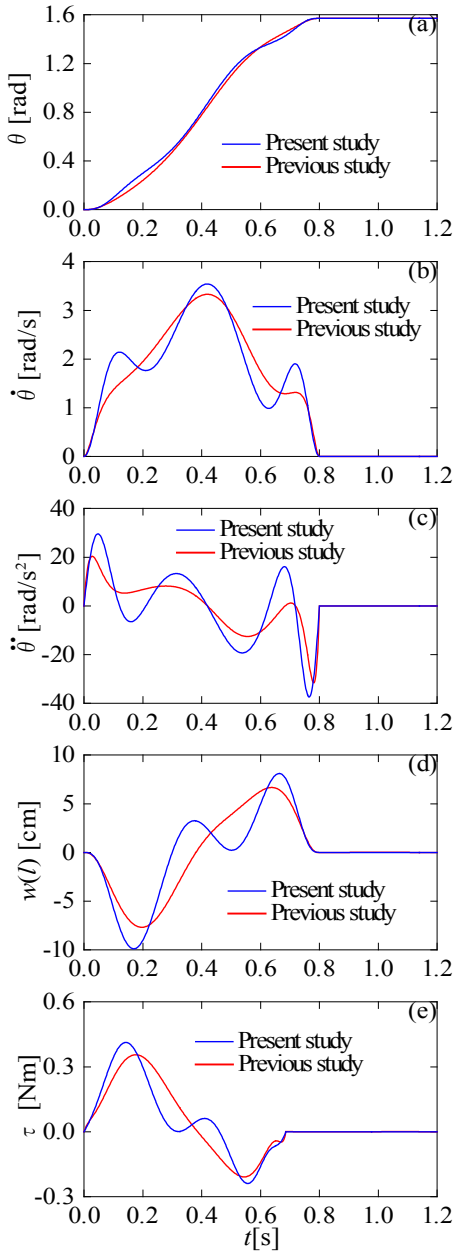 1.6
(a)
1.2
θ [rad]
0.8
Present study
Previous study
0.4
0.0
0.0 0.2 0.4 0.6 0.8 1.0 1.2
4
(b)
3
Present study
Previous study
θ̇ [rad/s]
2
1
0
0.0 0.2 0.4 0.6 0.8 1.0 1.2
40
(c)
Present study
Previous study
20
θ̈ [rad/s²]
0
-20
-40
0.0 0.2 0.4 0.6 0.8 1.0 1.2
10
(d)
5
w(l) [cm]
0
Present study
Previous study
-5
-10
0.0 0.2 0.4 0.6 0.8 1.0 1.2
0.6
(e)
Present study
Previous study
0.3
τ [Nm]
0.0
-0.3
0.0 0.2 0.4 0.6 0.8 1.0 1.2
t[s]